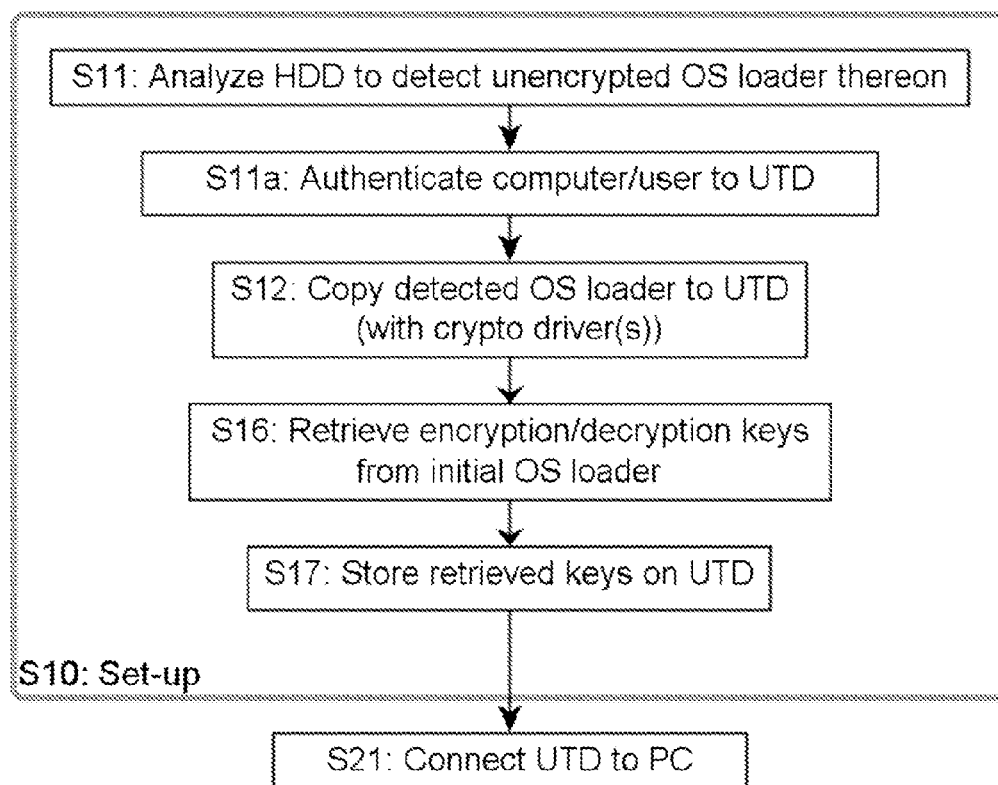 S11: Analyze HDD to detect unencrypted OS loader thereon
S11a: Authenticate computer/user to UTD
S12: Copy detected OS loader to UTD
(with crypto driver(s))
S16: Retrieve encryption/decryption keys
from initial OS loader
S17: Store retrieved keys on UTD
S10: Set-up
S21: Connect UTD to PC